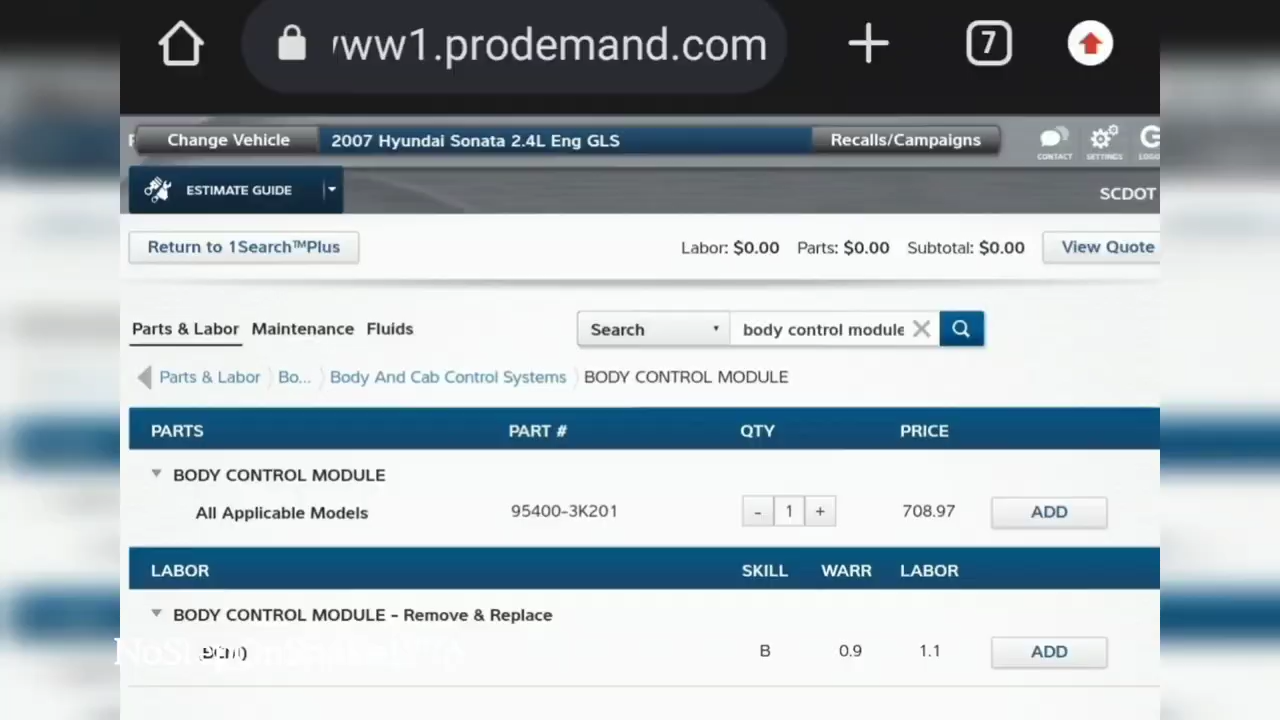 ww1.prodemand.com
7
Change Vehicle
2007 Hyundai Sonata 2.4L Eng GLS
Recalls/Campaigns
CONTACT
SETTINGS
ESTIMATE GUIDE
SCDOT
Return to 1Search™Plus
Labor: $0.00 Parts: $0.00 Subtotal: $0.00
View Quote
Parts & Labor Maintenance Fluids
Search
body control module
Parts & Labor
Bo...
Body And Cab Control Systems
BODY CONTROL MODULE
PARTS PART # QTY PRICE
BODY CONTROL MODULE
All Applicable Models 95400-3K201 - 1 + 708.97 ADD
LABOR SKILL WARR LABOR
BODY CONTROL MODULE - Remove & Replace
B 0.9 1.1 ADD